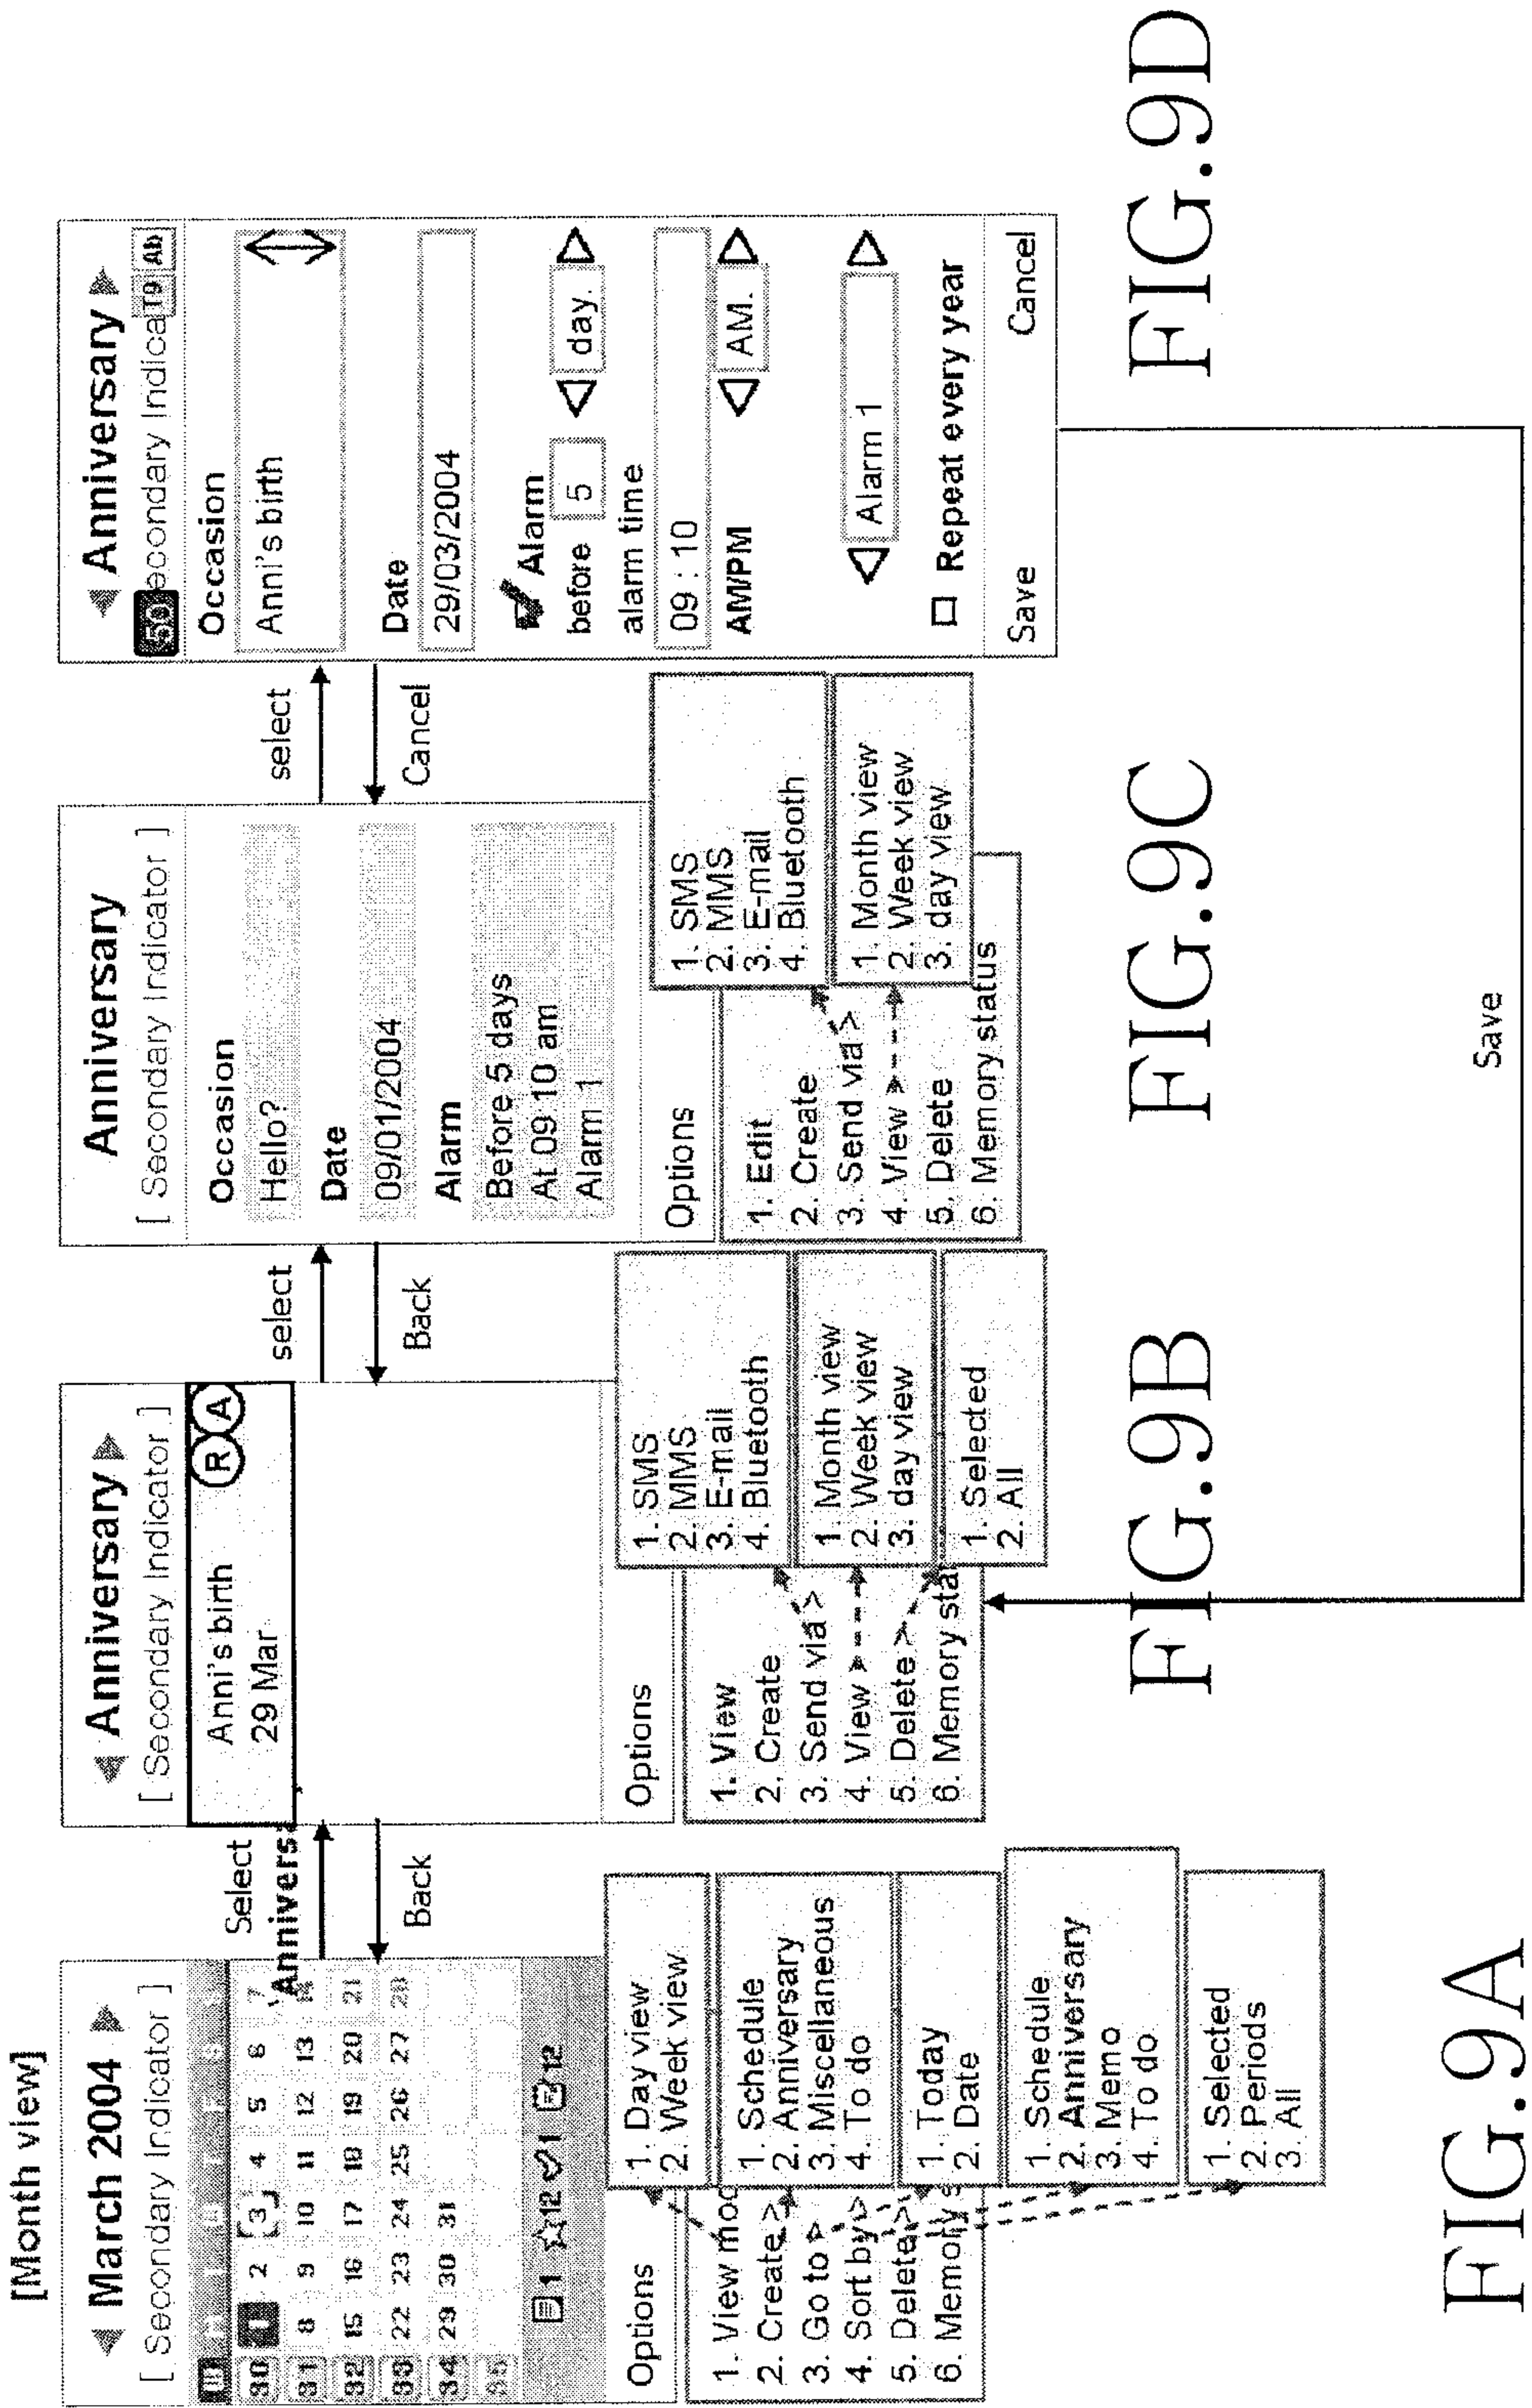 [Month view]
March 2004
[ Secondary Indicator ]
2 3 4 5 6 7
31 8 9 10 11 12 13 14
32 15 16 17 18 19 20 21
33 22 23 24 25 26 27 28
34 29 30 31
35
1 12 1 12
Options
1. View mod
2. Create >
3. Go to >
4. Sort by >
5. Delete >
6. Memory s
1. Day view
2. Week view
1. Schedule
2. Anniversary
3. Miscellaneous
4. To do
1. Today
2. Date
1. Schedule
2. Anniversary
3. Memo
4. To do
1. Selected
2. Periods
3. All
FIG.9A
Select
Annivers
Back
Anniversary
[ Secondary Indicator ]
Anni's birth
R A
29 Mar
Options
1. View
2. Create
3. Send via >
4. View >
5. Delete >
6. Memory sta
1. SMS
2. MMS
3. E-mail
4. Bluetooth
1. Month view
2. Week view
3. day view
1. Selected
2. All
FIG.9B
select
Back
Anniversary
[ Secondary Indicator ]
Occasion
Hello?
Date
09/01/2004
Alarm
Before 5 days
At 09 10 am
Alarm 1
Options
1. Edit
2. Create
3. Send via >
4. View >
5. Delete
6. Memory status
1. SMS
2. MMS
3. E-mail
4. Bluetooth
1. Month view
2. Week view
3. day view
FIG.9C
select
Cancel
Anniversary
50 econdary Indica T9 Ab
Occasion
Anni's birth
Date
29/03/2004
Alarm
before 5 day.
alarm time
09 : 10
AM/PM AM.
Alarm 1
Repeat every year
Save Cancel
FIG.9D
Save